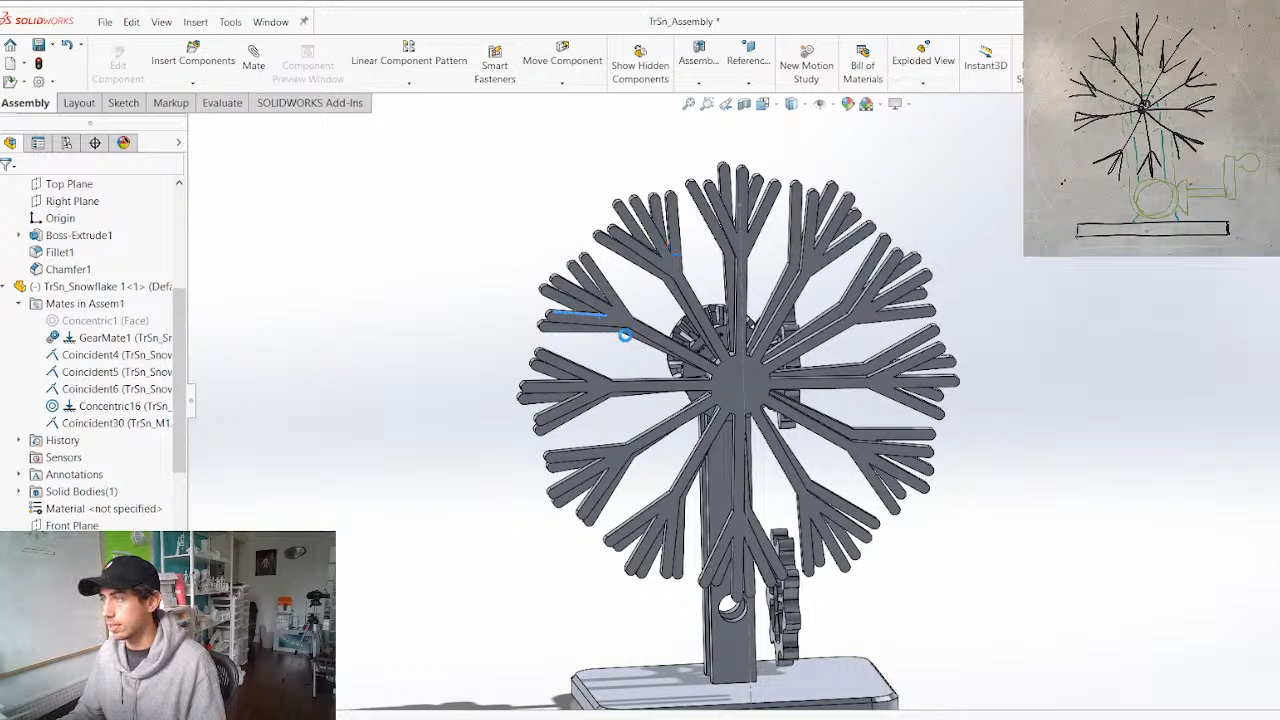 SOLIDWORKS File Edit View Insert Tools Window TrSn_Assembly *
Edit Component
Insert Components
Mate
Component Preview Window
Linear Component Pattern
Smart Fasteners
Move Component
Show Hidden Components
Assemb...
Referenc...
New Motion Study
Bill of Materials
Exploded View
Instant3D
Assembly Layout Sketch Markup Evaluate SOLIDWORKS Add-Ins
Top Plane
Right Plane
Origin
Boss-Extrude1
Fillet1
Chamfer1
(-) TrSn_Snowflake 1<1> (Defa
Mates in Assem1
Concentric1 (Face)
GearMate1 (TrSn_Sr
Coincident4 (TrSn_Snow
Coincident5 (TrSn_Snow
Coincident6 (TrSn_Snow
Concentric16 (TrSn_
Coincident30 (TrSn_M1.
History
Sensors
Annotations
Solid Bodies(1)
Material <not specified>
Front Plane